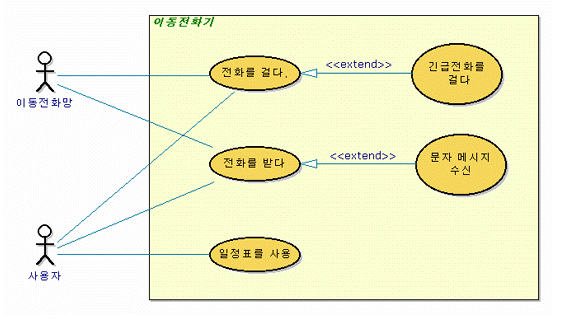 이동전화기
전화를 걸다.
<<extend>>
긴급전화를
걸다
이동전화망
전화를 받다
<<extend>>
문자 메시지
수신
일정표를 사용
사용자